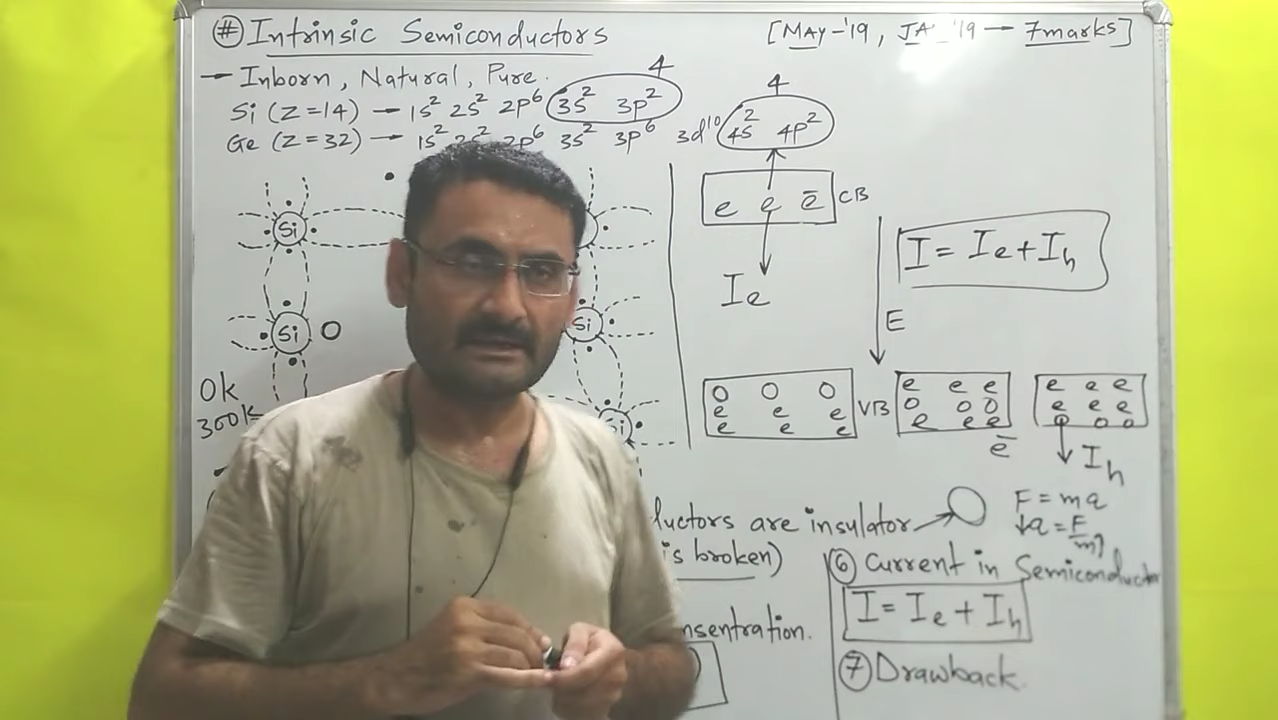 # Intrinsic Semiconductors
[MAY-'19, JA '19 → 7marks]
→ Inborn, Natural, Pure.
4
Si (Z=14) → 1s² 2s² 2p⁶ 3s² 3p²
4
Ge (Z=32) → 1s² 2s² 2p⁶ 3s² 3p⁶ 3d¹⁰ 4s² 4p²
e e ē CB
Si
Ie
I = Ie + Ih
Si
Si
E
0k
300k
O O O
e e e
e e e
VB
e e e
O O O
e e e
ē
e e e
e e e
O O O
Ih
Si
ductors are insulator →
F = ma
↓a = F/m↑
is broken)
⑥ Current in Semiconductor
I = Ie + Ih
nsentration.
⑦ Drawback.